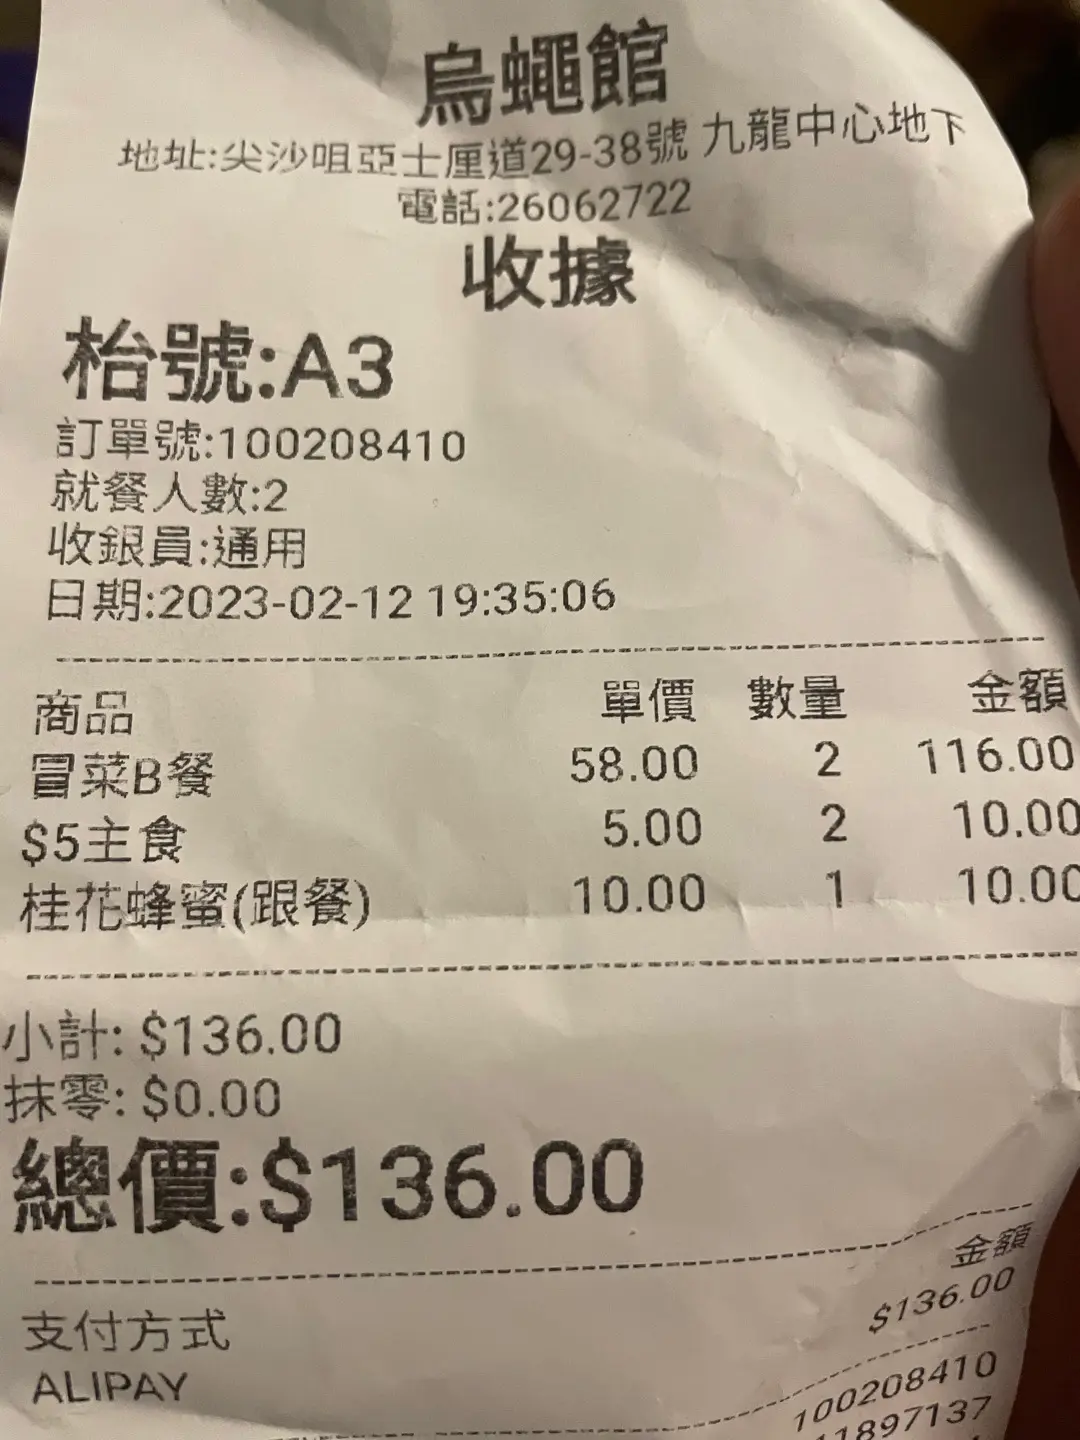 烏蠅館
地址:尖沙咀亞士厘道29-38號 九龍中心地下
電話:26062722
收據
枱號:A3
訂單號:100208410
就餐人數:2
收銀員:通用
日期:2023-02-12 19:35:06
商品 單價 數量 金額
冒菜B餐 58.00 2 116.00
$5主食 5.00 2 10.00
桂花蜂蜜(跟餐) 10.00 1 10.00
小計: $136.00
抹零: $0.00
總價:$136.00
支付方式 金額
ALIPAY $136.00
100208410
11897137